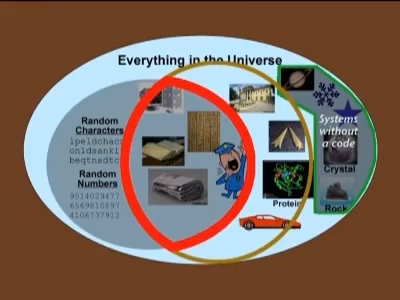 Everything in the Universe
Random
Characters
lpeldchac
onldsanki
beqtnadtc
Random
Numbers
9514029477
6569810897
4106737912
Systems
without
a code
Crystal
Protein
Rock